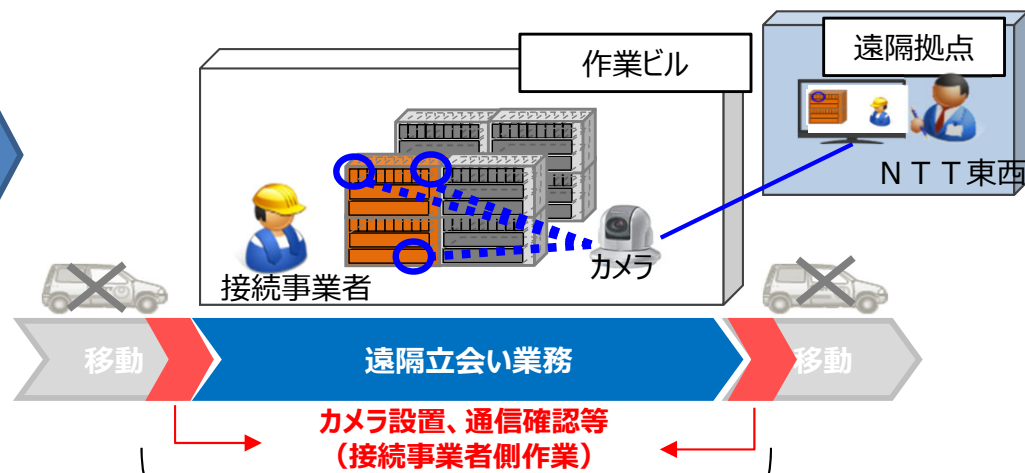 作業ビル
遠隔拠点
NTT東西
カメラ
接続事業者
移動
遠隔立会い業務
移動
カメラ設置、通信確認等
（接続事業者側作業）